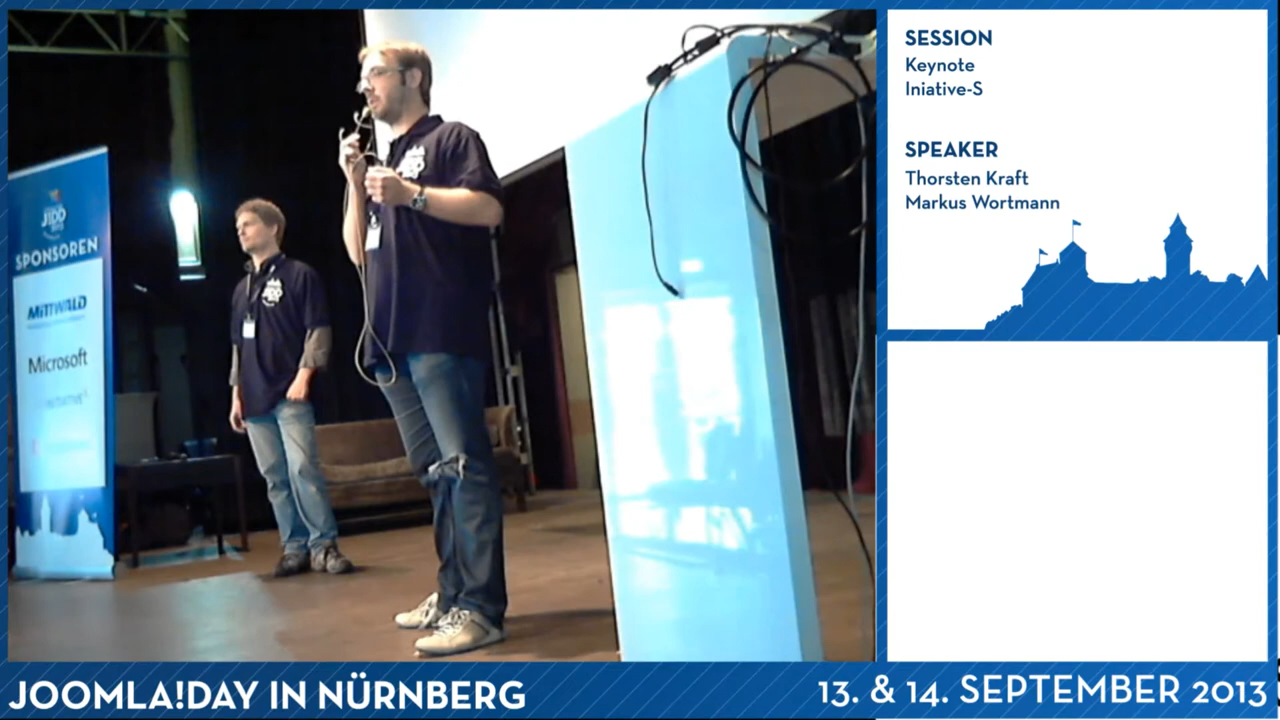 SESSION
Keynote
Iniative-S
SPEAKER
Thorsten Kraft
Markus Wortmann
JDD
SPONSOREN
MITTWALD
Microsoft
JOOMLA!DAY IN NÜRNBERG
13. & 14. SEPTEMBER 2013